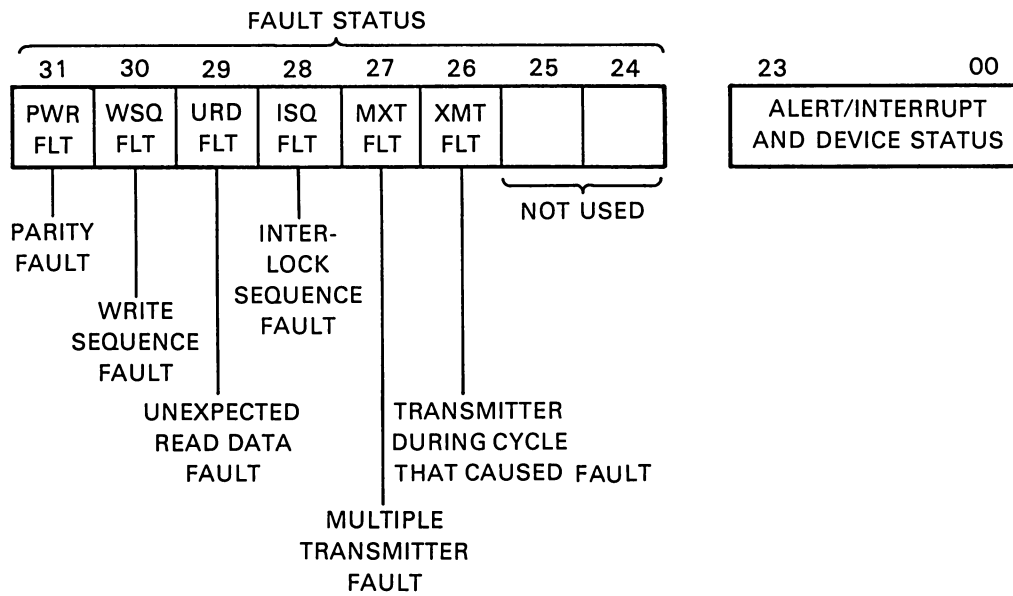 FAULT STATUS
31 30 29 28 27 26 25 24 23 00
PWR FLT
WSQ FLT
URD FLT
ISQ FLT
MXT FLT
XMT FLT
ALERT/INTERRUPT
AND DEVICE STATUS
NOT USED
PARITY
FAULT
INTER-
LOCK
SEQUENCE
FAULT
WRITE
SEQUENCE
FAULT
UNEXPECTED
READ DATA
FAULT
TRANSMITTER
DURING CYCLE
THAT CAUSED FAULT
MULTIPLE
TRANSMITTER
FAULT